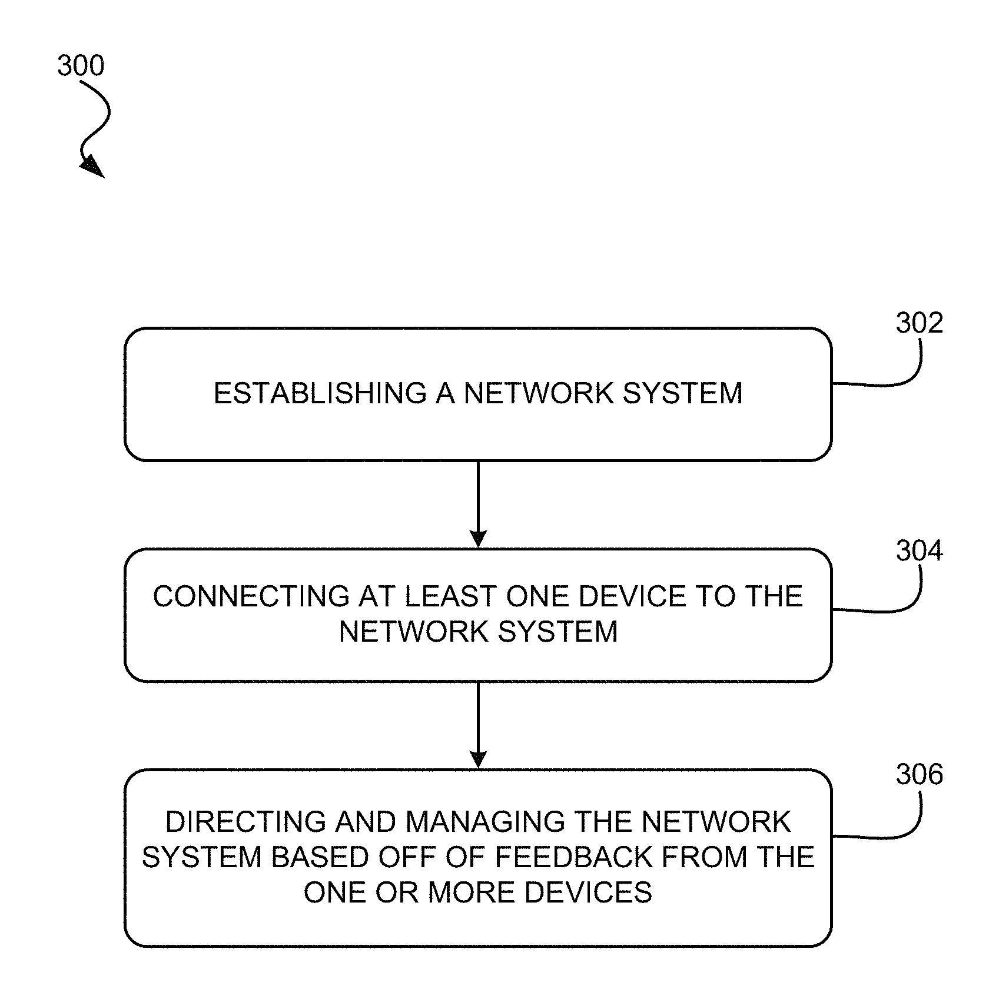 300
302
ESTABLISHING A NETWORK SYSTEM
304
CONNECTING AT LEAST ONE DEVICE TO THE
NETWORK SYSTEM
306
DIRECTING AND MANAGING THE NETWORK
SYSTEM BASED OFF OF FEEDBACK FROM THE
ONE OR MORE DEVICES